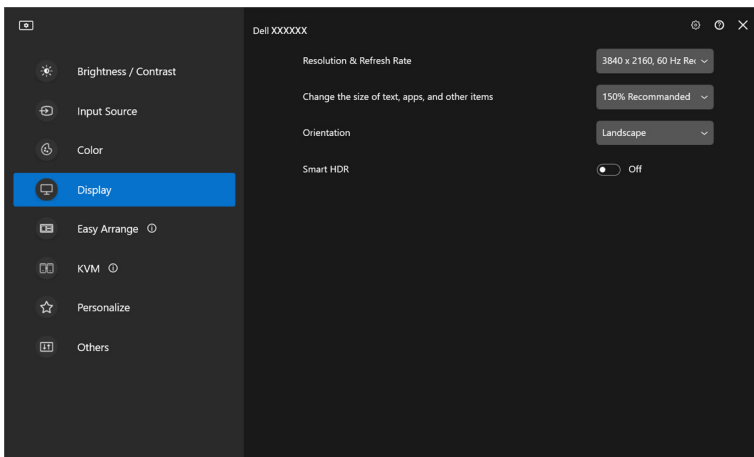 Dell XXXXXX
Brightness / Contrast
Input Source
Color
Display
Easy Arrange
KVM
Personalize
Others
Resolution & Refresh Rate
3840 x 2160, 60 Hz Rec
Change the size of text, apps, and other items
150% Recommanded
Orientation
Landscape
Smart HDR
Off